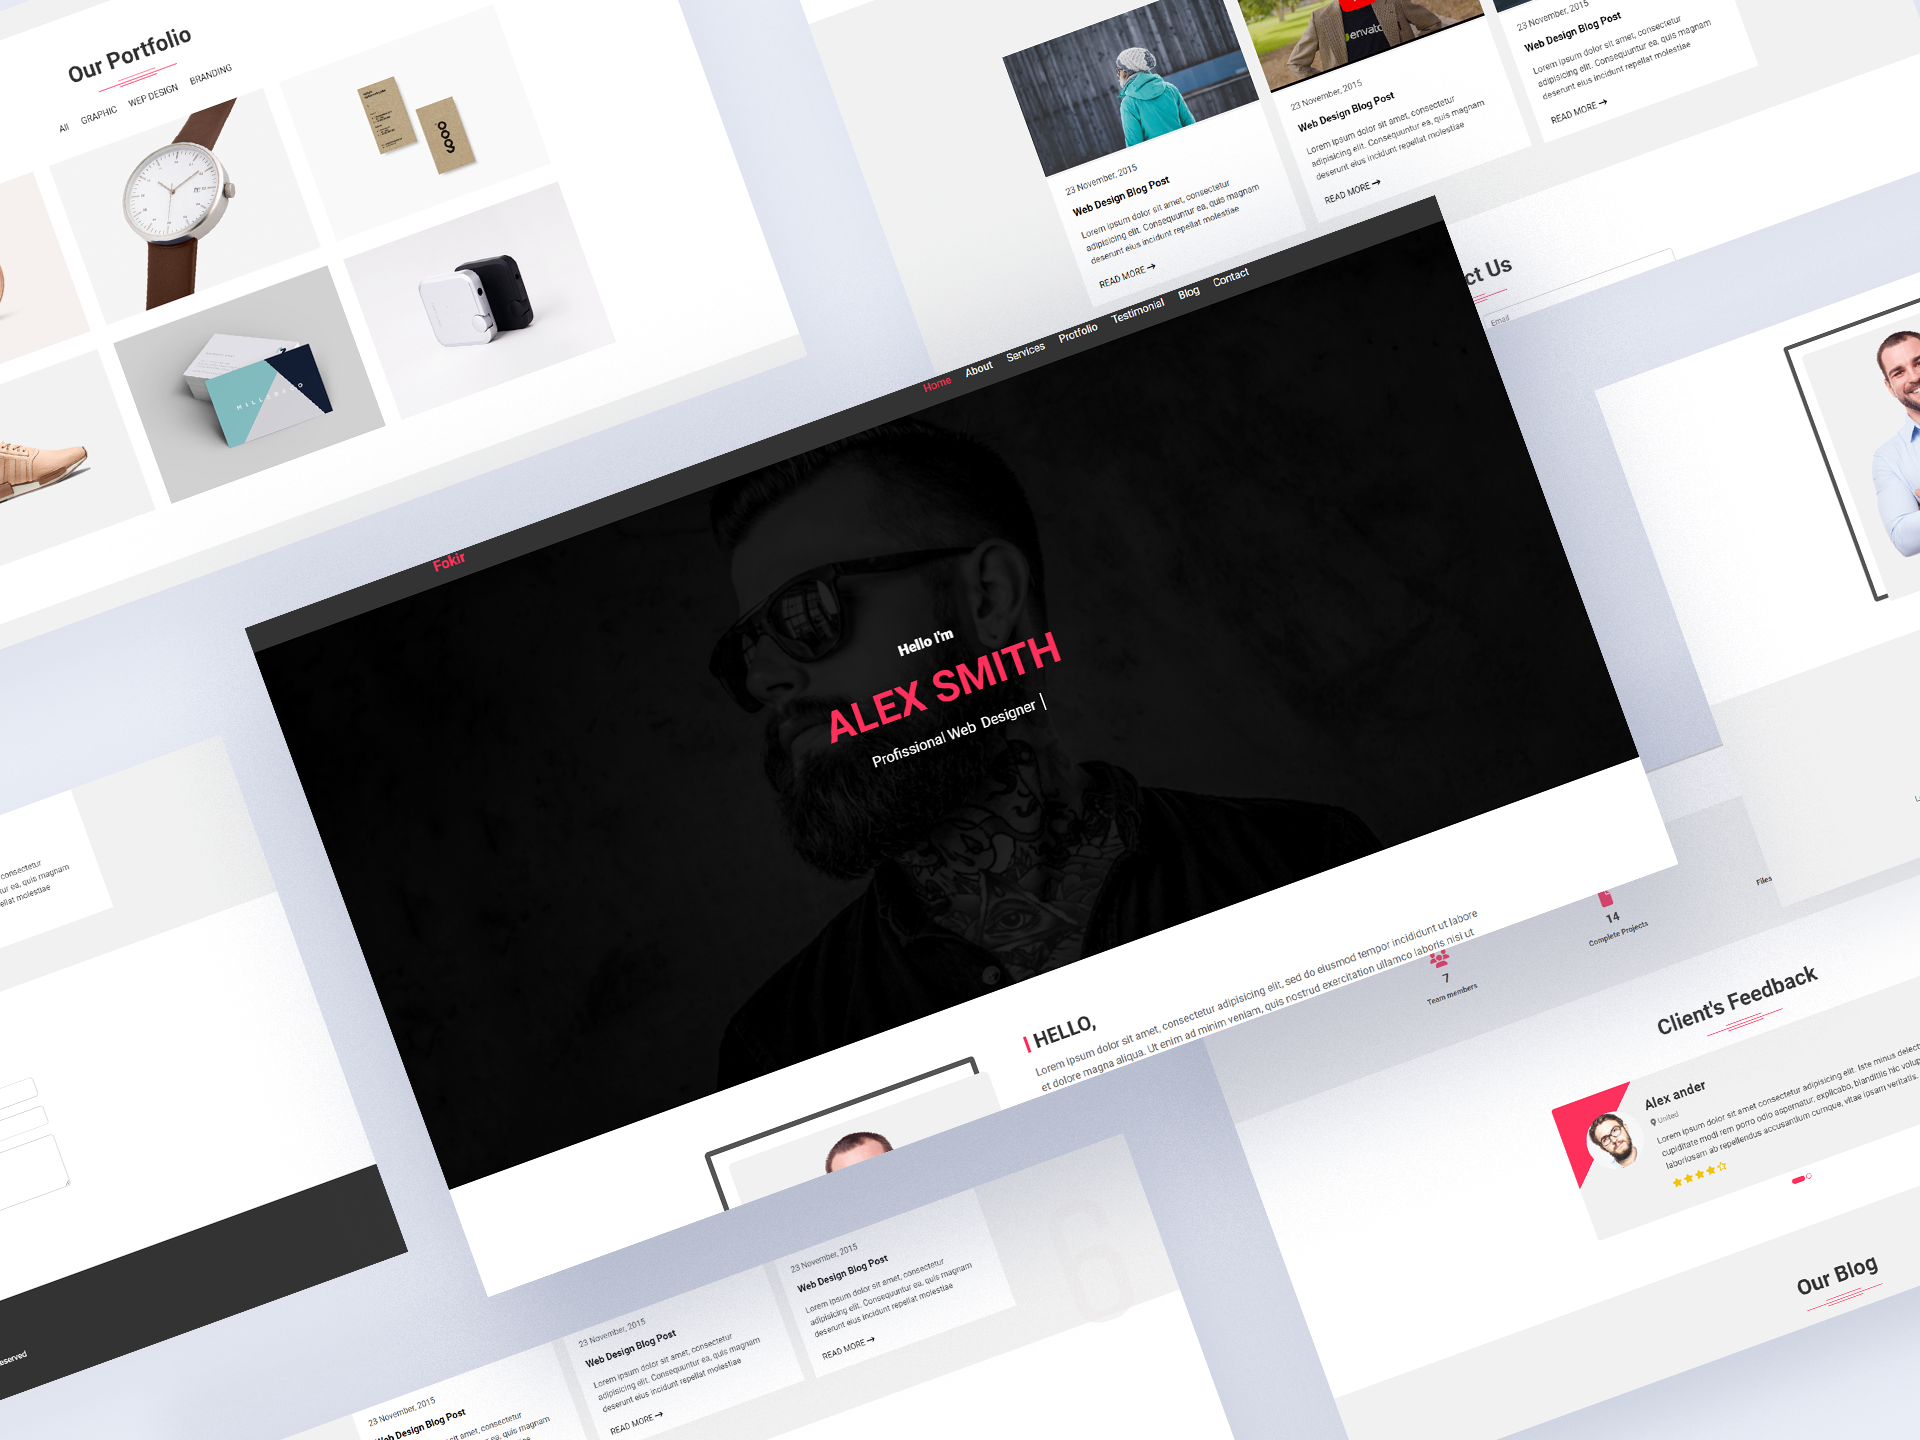 Our Portfolio
All GRAPHIC WEP DESIGN BRANDING
MILLER&CO
envato
23 November, 2015
Web Design Blog Post
Lorem ipsum dolor sit amet, consectetur
adipisicing elit. Consequuntur ea, quis magnam
deserunt eius incidunt repellat molestiae
READ MORE →
23 November, 2015
Web Design Blog Post
Lorem ipsum dolor sit amet, consectetur
adipisicing elit. Consequuntur ea, quis magnam
deserunt eius incidunt repellat molestiae
READ MORE →
23 November, 2015
Web Design Blog Post
Lorem ipsum dolor sit amet, consectetur
adipisicing elit. Consequuntur ea, quis magnam
deserunt eius incidunt repellat molestiae
READ MORE →
ct Us
Email
Fokir
Home About Services Protfolio Testimonial Blog Contact
Hello I'm
ALEX SMITH
Profissional Web Designer |
HELLO,
Lorem ipsum dolor sit amet, consectetur adipisicing elit, sed do eiusmod tempor incididunt ut labore
et dolore magna aliqua. Ut enim ad minim veniam, quis nostrud exercitation ullamco laboris nisi ut
7
Team members
14
Complete Projects
Files
Client's Feedback
Alex ander
United
Lorem ipsum dolor sit amet consectetur adipisicing elit. Iste minus delect
cupiditate modi rem porro odio aspernatur, explicabo, blanditiis hic volup
laboriosam ab repellendus accusantium cumque, vitae ipsam veritatis.
Our Blog
, consectetur
tur ea, quis magnam
ellat molestiae
eserved
6
23 November, 2015
Web Design Blog Post
Lorem ipsum dolor sit amet, consectetur
adipisicing elit. Consequuntur ea, quis magnam
deserunt eius incidunt repellat molestiae
READ MORE →
23 November, 2015
Web Design Blog Post
Lorem ipsum dolor sit amet, consectetur
adipisicing elit. Consequuntur ea, quis magnam
deserunt eius incidunt repellat molestiae
READ MORE →
23 November, 2015
Web Design Blog Post
sit amet, consectetur
quis magnam